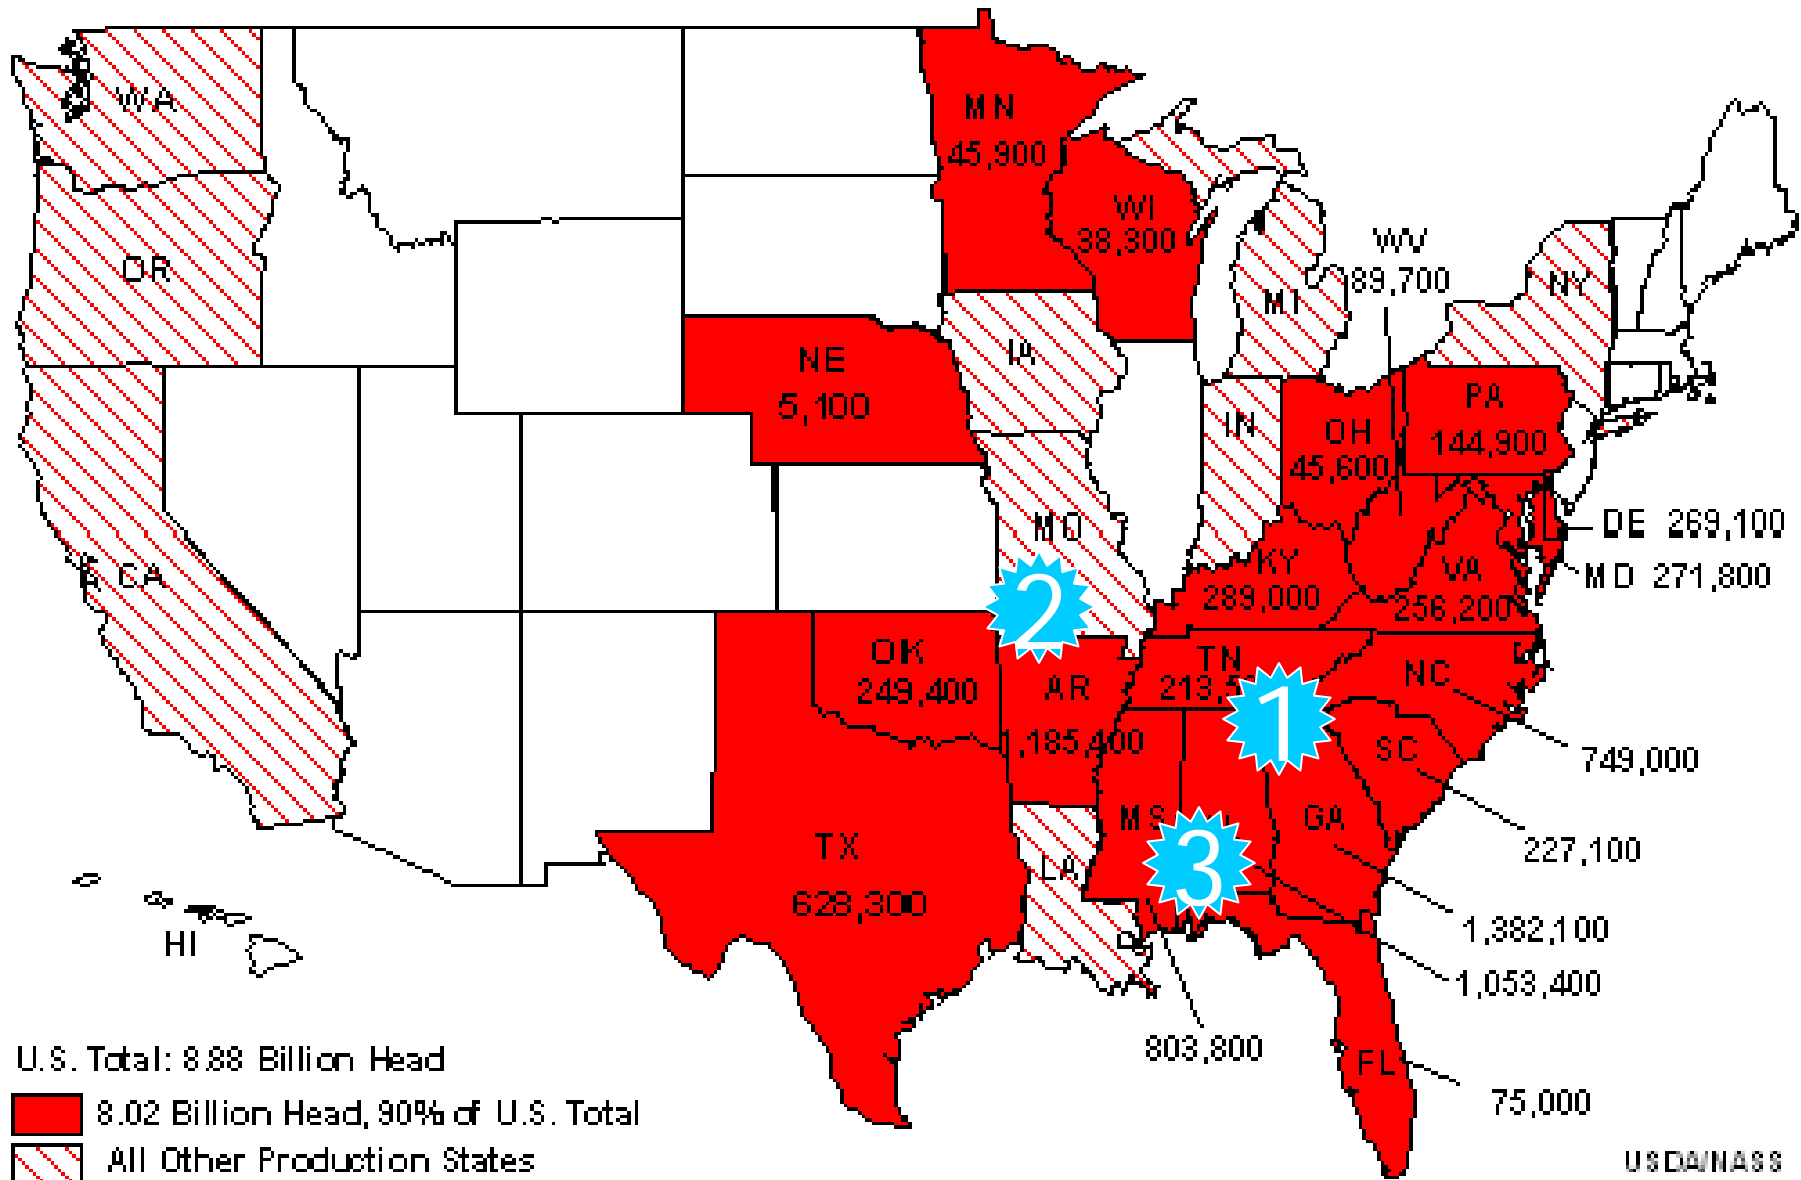 WA
MN
45,900
WI
38,300
WV
89,700
OR
MI
NY
NE
5,100
IA
IN
OH
45,600
PA
144,900
MO
DE 269,100
MD 271,800
CA
KY
289,000
VA
256,200
2
OK
249,400
AR
1,185,400
TN
1
NC
749,000
SC
227,100
MS
3
GA
1,382,100
1,053,400
TX
628,300
LA
803,800
FL
75,000
HI
U.S. Total: 8.88 Billion Head
8.02 Billion Head, 90% of U.S. Total
All Other Production States
USDA/NASS